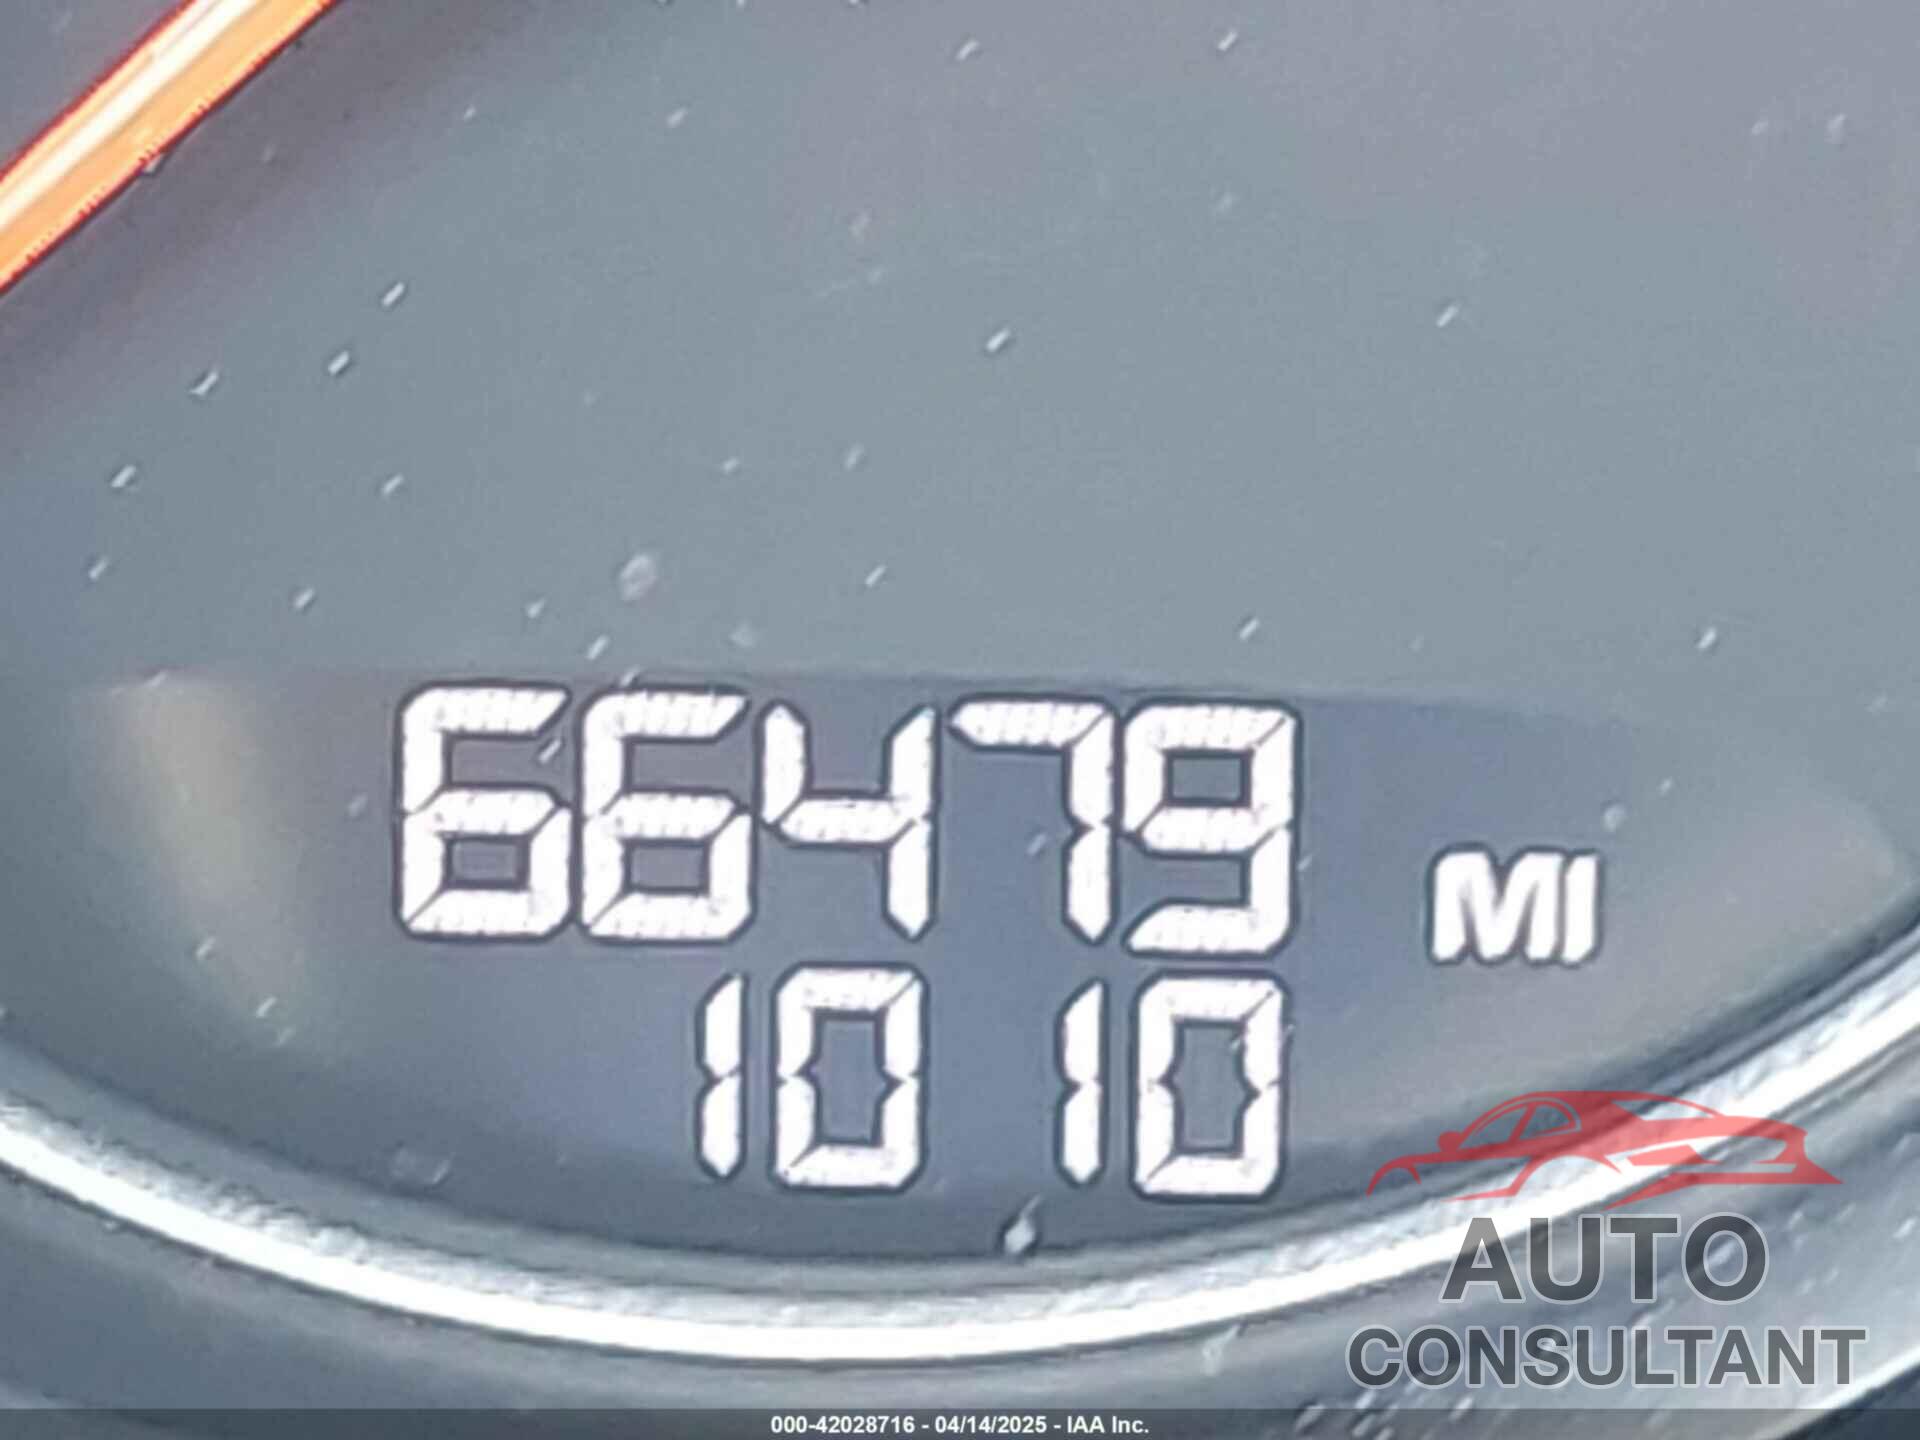 66479 MI
10 10
AUTO
CONSULTANT
000-42028716 - 04/14/2025 - IAA Inc.